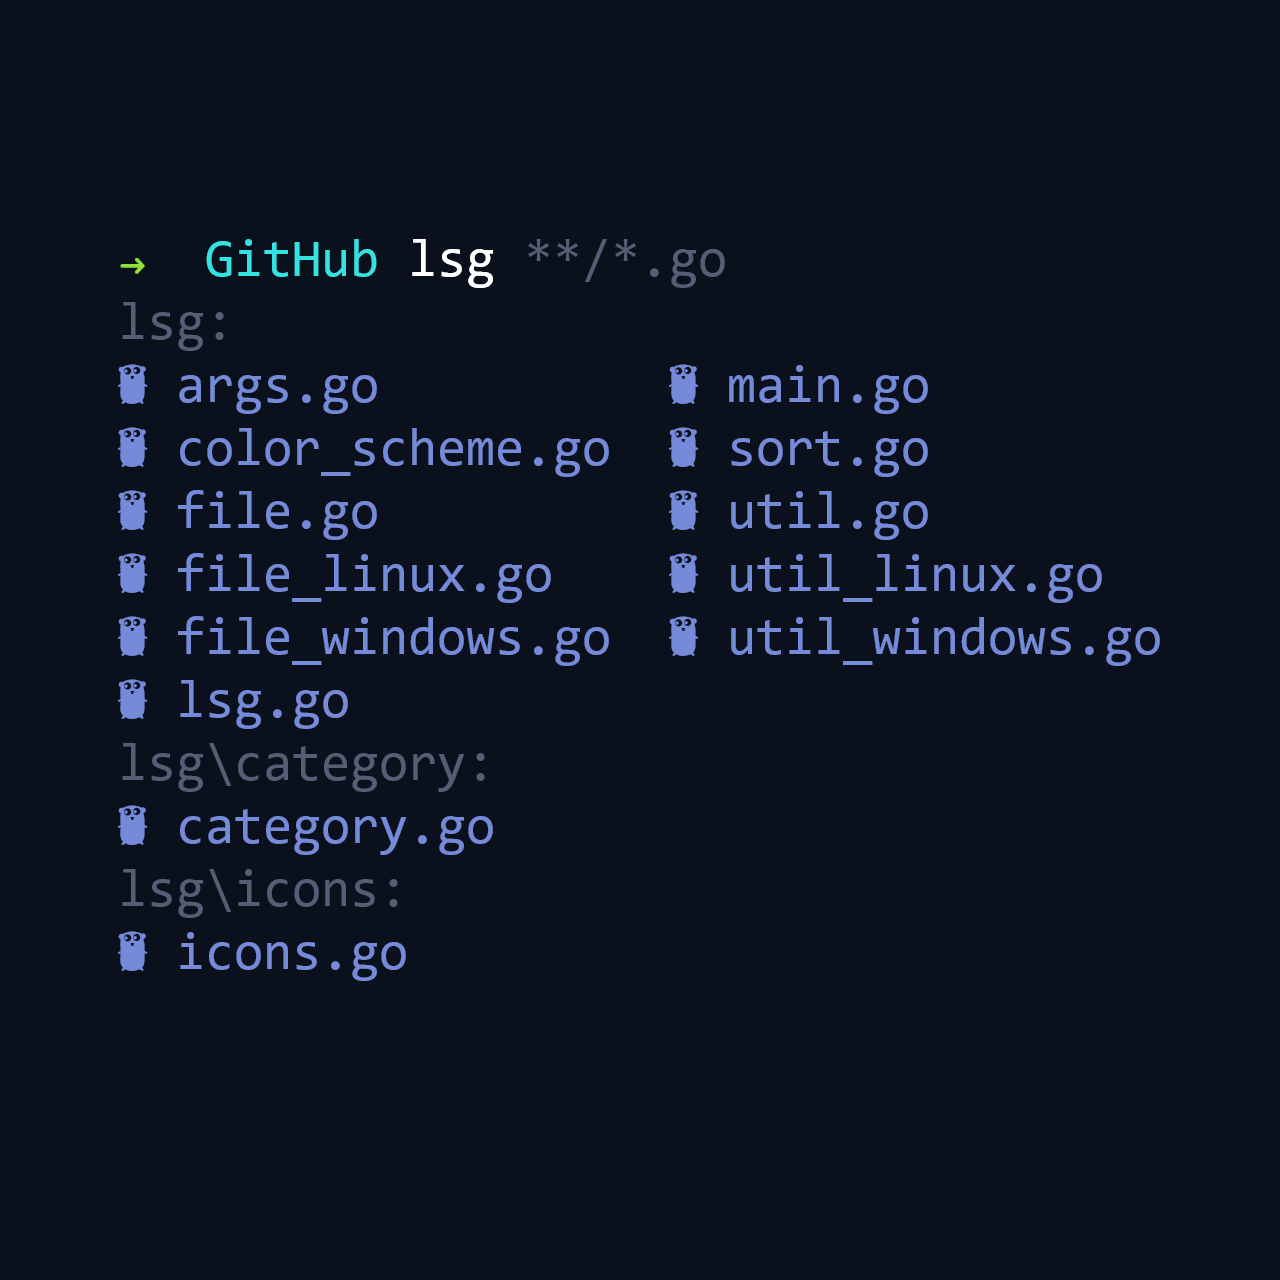 → GitHub lsg **/*.go
lsg:
args.go main.go
color_scheme.go sort.go
file.go util.go
file_linux.go util_linux.go
file_windows.go util_windows.go
lsg.go
lsg\category:
category.go
lsg\icons:
icons.go